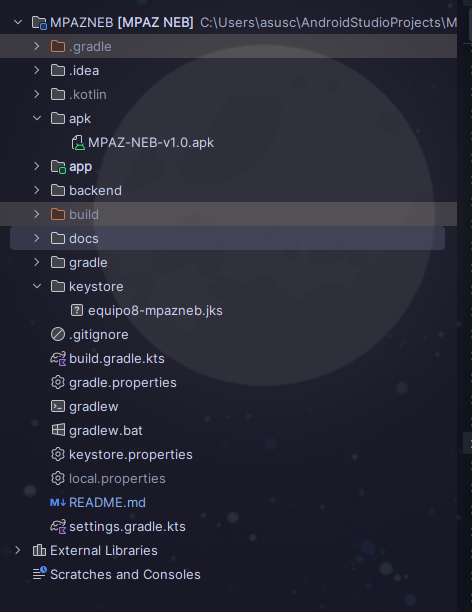 MPAZNEB [MPAZ NEB] C:\Users\asusc\AndroidStudioProjects\M
.gradle
.idea
.kotlin
apk
MPAZ-NEB-v1.0.apk
app
backend
build
docs
gradle
keystore
? equipo8-mpazneb.jks
.gitignore
build.gradle.kts
gradle.properties
gradlew
gradlew.bat
keystore.properties
local.properties
M↓ README.md
settings.gradle.kts
External Libraries
Scratches and Consoles